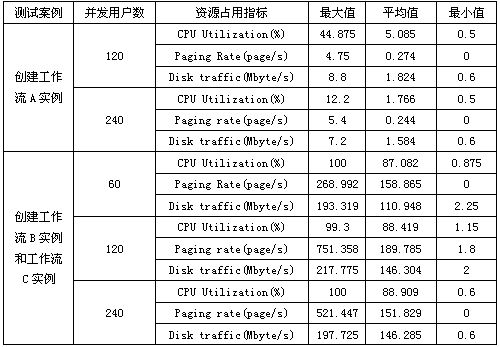 测试案例 并发用户数 资源占用指标 最大值 平均值 最小值
创建工作流A实例 120 CPU Utilization(%) 44.875 5.085 0.5
Paging Rate(page/s) 4.75 0.274 0
Disk traffic(Mbyte/s) 8.8 1.824 0.6
240 CPU Utilization(%) 12.2 1.766 0.5
Paging rate(page/s) 5.4 0.244 0
Disk traffic(Mbyte/s) 7.2 1.584 0.6
创建工作流B实例和工作流C实例 60 CPU Utilization(%) 100 87.082 0.875
Paging Rate(page/s) 268.992 158.865 0
Disk traffic(Mbyte/s) 193.319 110.948 2.25
120 CPU Utilization(%) 99.3 88.419 1.15
Paging rate(page/s) 751.358 189.785 1.8
Disk traffic(Mbyte/s) 217.775 146.304 2
240 CPU Utilization(%) 100 88.909 0.6
Paging rate(page/s) 521.447 151.829 0
Disk traffic(Mbyte/s) 197.725 146.285 0.6